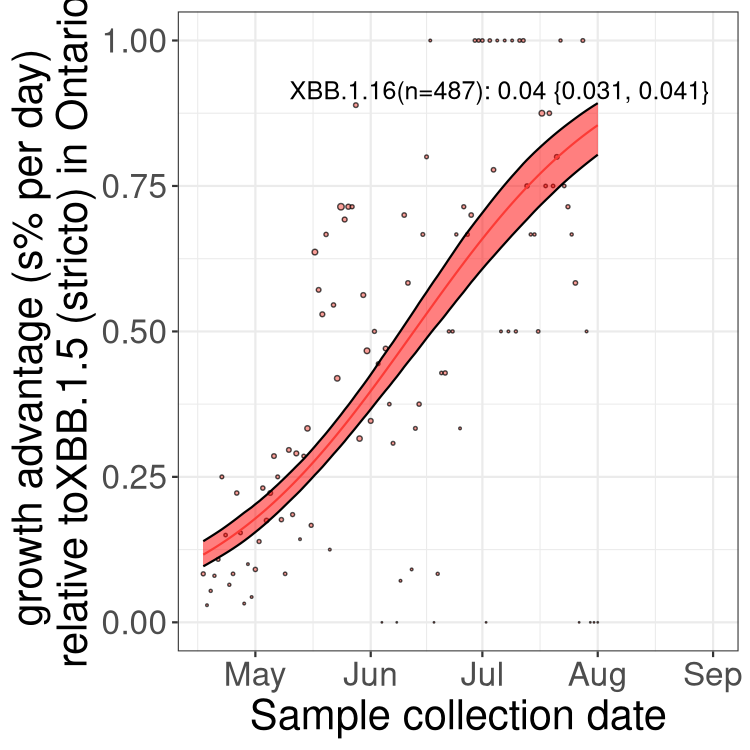 growth advantage (s% per day)
relative toXBB.1.5 (stricto) in Ontario
1.00
0.75
0.50
0.25
0.00
XBB.1.16(n=487): 0.04 {0.031, 0.041}
May Jun Jul Aug Sep
Sample collection date